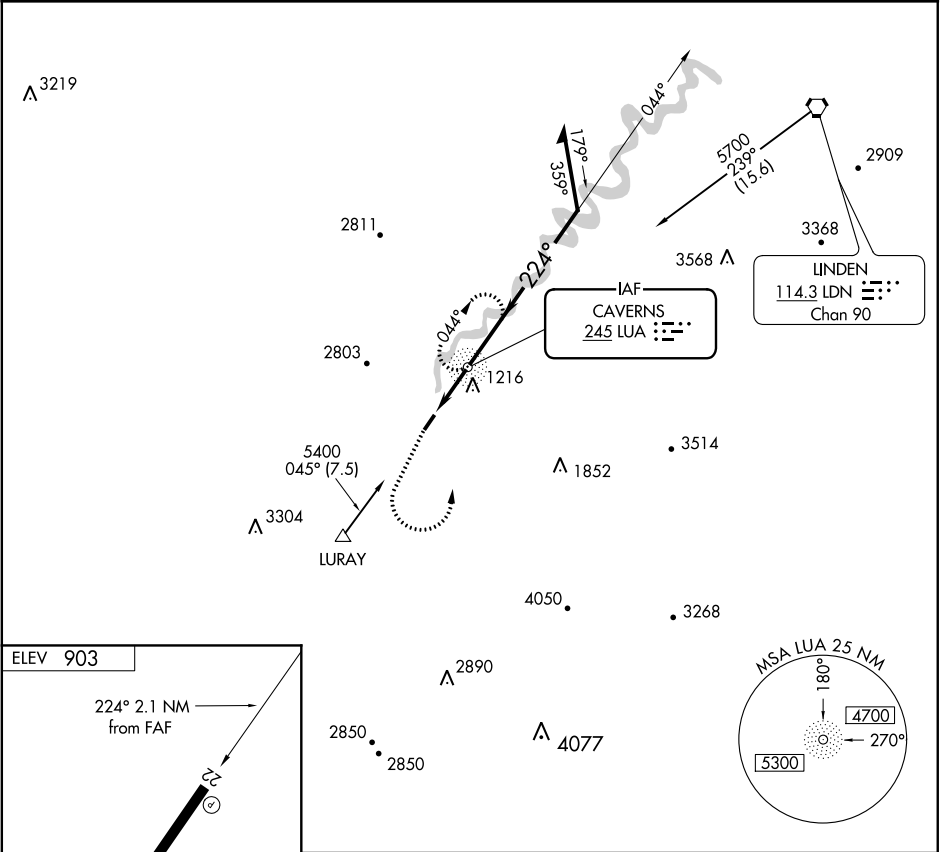 3219
044°
179°
359°
5700
239°
(15.6)
2909
2811
224°
3568
3368
LINDEN
114.3 LDN
Chan 90
IAF
CAVERNS
245 LUA
044°
2803
1216
3514
1852
5400
045° (7.5)
3304
LURAY
4050
3268
ELEV 903
224° 2.1 NM
from FAF
22
P
2890
2850
2850
4077
MSA LUA 25 NM
180°
4700
270°
5300